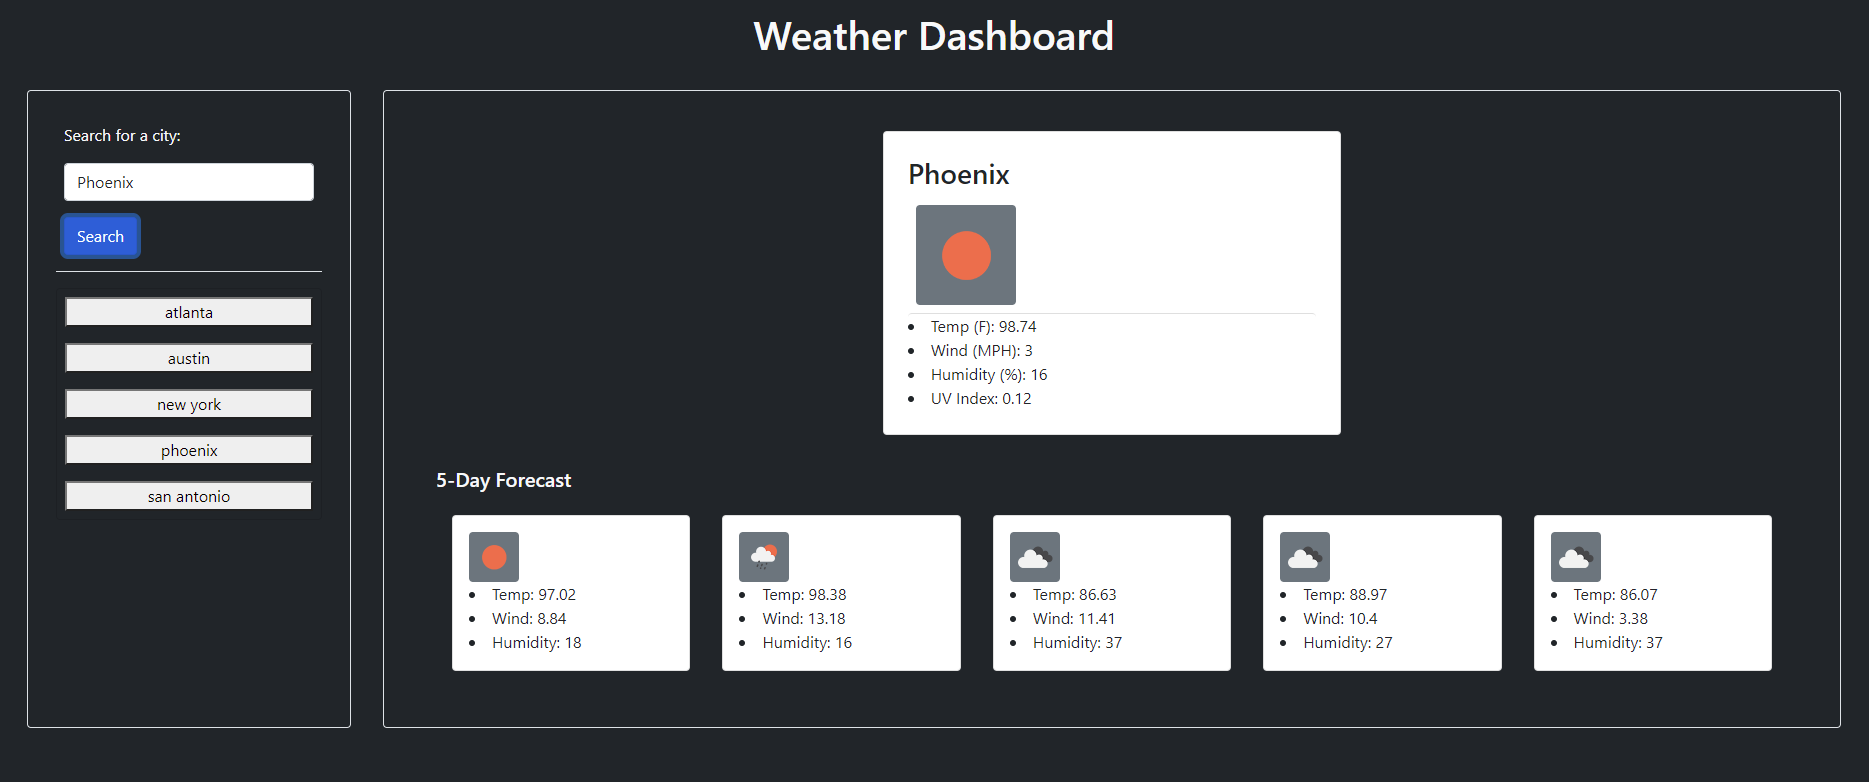 Weather Dashboard
Search for a city:
Phoenix
Search
atlanta
austin
new york
phoenix
san antonio
Phoenix
Temp (F): 98.74
Wind (MPH): 3
Humidity (%): 16
UV Index: 0.12
5-Day Forecast
Temp: 97.02
Wind: 8.84
Humidity: 18
Temp: 98.38
Wind: 13.18
Humidity: 16
Temp: 86.63
Wind: 11.41
Humidity: 37
Temp: 88.97
Wind: 10.4
Humidity: 27
Temp: 86.07
Wind: 3.38
Humidity: 37